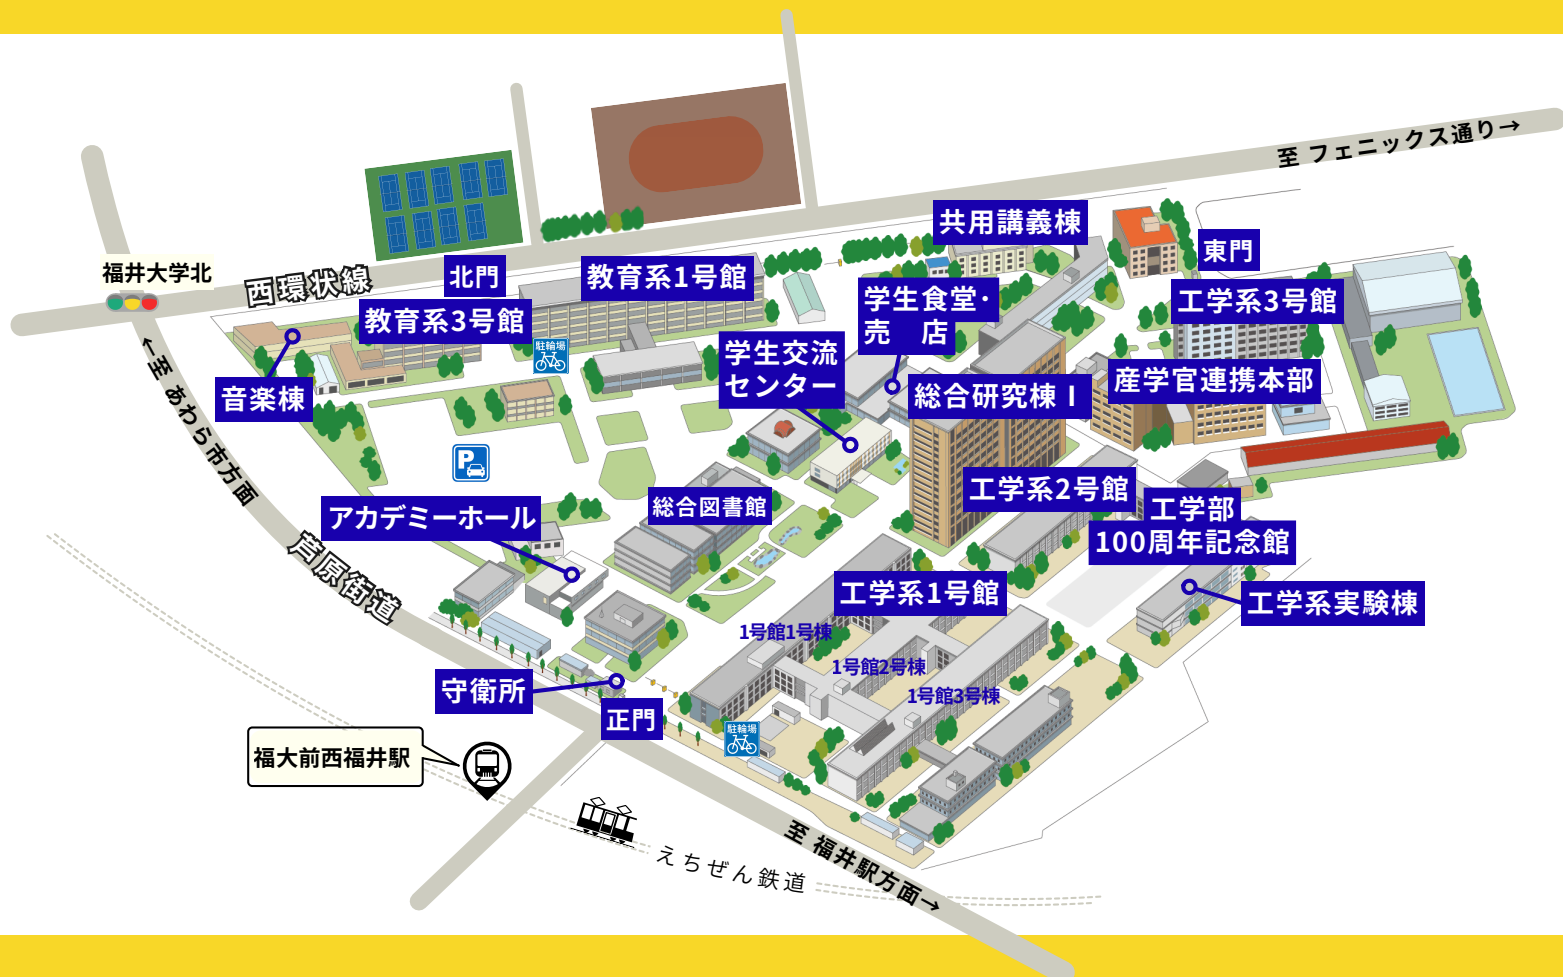 至 フェニックス通り→
共用講義棟
東門
福井大学北
西環状線
北門
教育系1号館
教育系3号館
学生食堂・
売　店
工学系3号館
駐輪場
学生交流
センター
←至 あわら市方面
音楽棟
総合研究棟Ⅰ
産学官連携本部
P
工学系2号館
総合図書館
アカデミーホール
工学部
100周年記念館
芦原街道
工学系1号館
工学系実験棟
1号館1号棟
1号館2号棟
1号館3号棟
守衛所
正門
駐輪場
福大前西福井駅
えちぜん鉄道
至 福井駅方面→